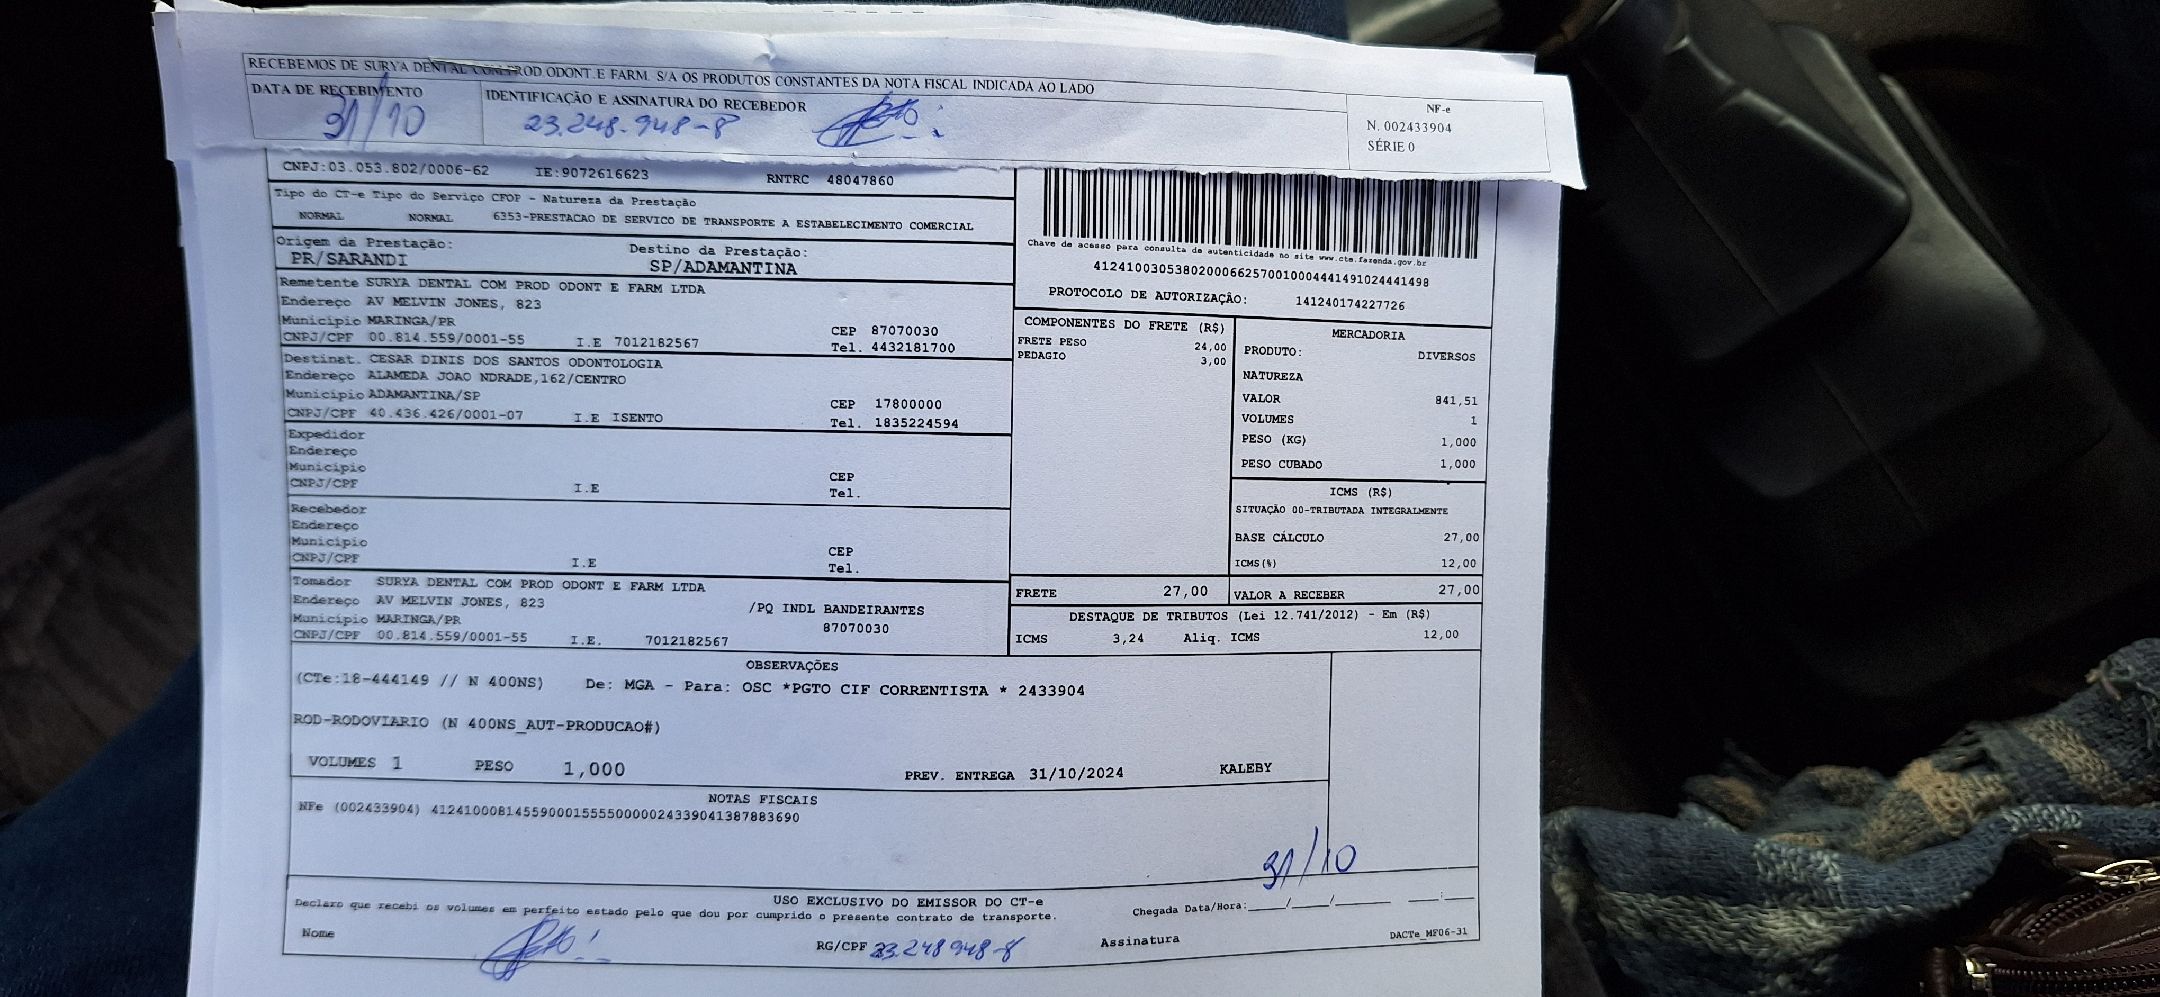 RECEBEMOS DE SURYA DENTAL COM.PROD.ODONT.E FARM. S/A OS PRODUTOS CONSTANTES DA NOTA FISCAL INDICADA AO LADO
DATA DE RECEBIMENTO IDENTIFICAÇÃO E ASSINATURA DO RECEBEDOR
31/10 23.248.948-8
NF-e
N. 002433904
SÉRIE 0
CNPJ:03.053.802/0006-62 IE:9072616623 RNTRC 48047860
Tipo do CT-e Tipo do Serviço CFOP - Natureza da Prestação
NORMAL NORMAL 6353-PRESTACAO DE SERVICO DE TRANSPORTE A ESTABELECIMENTO COMERCIAL
Origem da Prestação: Destino da Prestação:
PR/SARANDI SP/ADAMANTINA
Chave de acesso para consulta de autenticidade no site www.cte.fazenda.gov.br
41241003053802000662570010004441491024441498
PROTOCOLO DE AUTORIZAÇÃO: 141240174227726
Remetente SURYA DENTAL COM PROD ODONT E FARM LTDA
Endereço AV MELVIN JONES, 823
Município MARINGA/PR CEP 87070030
CNPJ/CPF 00.814.559/0001-55 I.E 7012182567 Tel. 4432181700
Destinat. CESAR DINIS DOS SANTOS ODONTOLOGIA
Endereço ALAMEDA JOAO NDRADE,162/CENTRO
Município ADAMANTINA/SP CEP 17800000
CNPJ/CPF 40.436.426/0001-07 I.E ISENTO Tel. 1835224594
Expedidor
Endereço
Município CEP
CNPJ/CPF I.E Tel.
Recebedor
Endereço
Município CEP
CNPJ/CPF I.E Tel.
Tomador SURYA DENTAL COM PROD ODONT E FARM LTDA
Endereço AV MELVIN JONES, 823 /PQ INDL BANDEIRANTES
Município MARINGA/PR 87070030
CNPJ/CPF 00.814.559/0001-55 I.E. 7012182567
COMPONENTES DO FRETE (R$)
FRETE PESO 24,00
PEDAGIO 3,00
MERCADORIA
PRODUTO: DIVERSOS
NATUREZA
VALOR 841,51
VOLUMES 1
PESO (KG) 1,000
PESO CUBADO 1,000
ICMS (R$)
SITUAÇÃO 00-TRIBUTADA INTEGRALMENTE
BASE CÁLCULO 27,00
ICMS(%) 12,00
FRETE 27,00 VALOR A RECEBER 27,00
DESTAQUE DE TRIBUTOS (Lei 12.741/2012) - Em (R$)
ICMS 3,24 Aliq. ICMS 12,00
OBSERVAÇÕES
(CTe:18-444149 // N 400NS) De: MGA - Para: OSC *PGTO CIF CORRENTISTA * 2433904
ROD-RODOVIARIO (N 400NS_AUT-PRODUCAO#)
VOLUMES 1 PESO 1,000 PREV. ENTREGA 31/10/2024 KALEBY
NOTAS FISCAIS
NFe (002433904) 41241000814559000155550000024339041387883690
31/10
USO EXCLUSIVO DO EMISSOR DO CT-e
Declaro que recebi os volumes em perfeito estado pelo que dou por cumprido o presente contrato de transporte. Chegada Data/Hora:____/____/______ ___:___
Nome RG/CPF 23.248.948-8 Assinatura DACTe_MF06-31